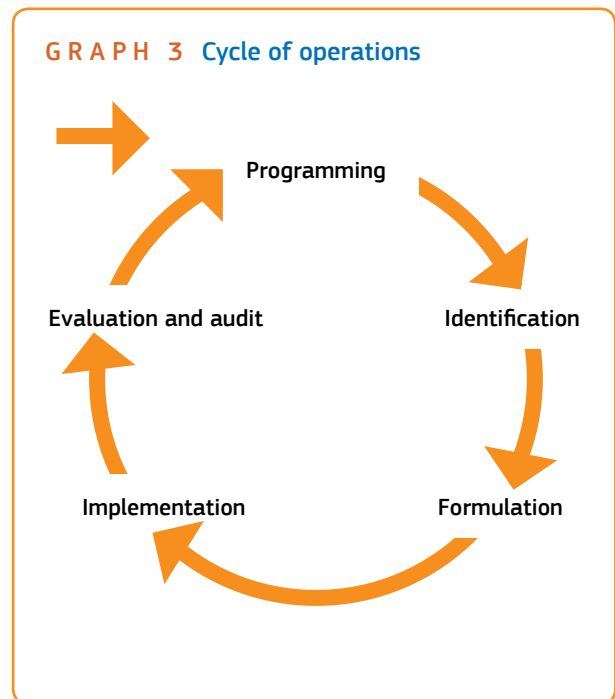 GRAPH 3 Cycle of operations
Programming
Identification
Formulation
Implementation
Evaluation and audit